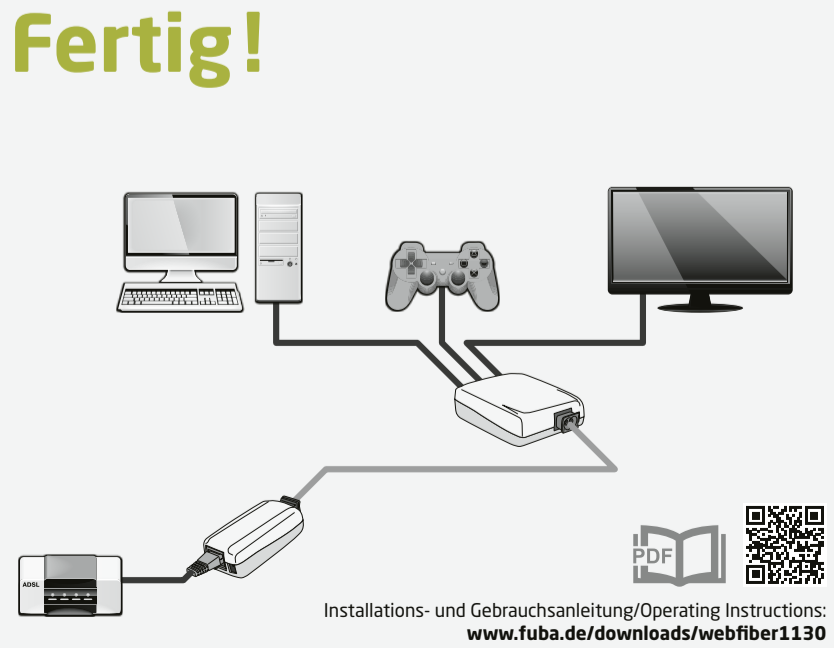 Fertig!
ADSL
PDF
Installations- und Gebrauchsanleitung/Operating Instructions:
www.fuba.de/downloads/webfiber1130